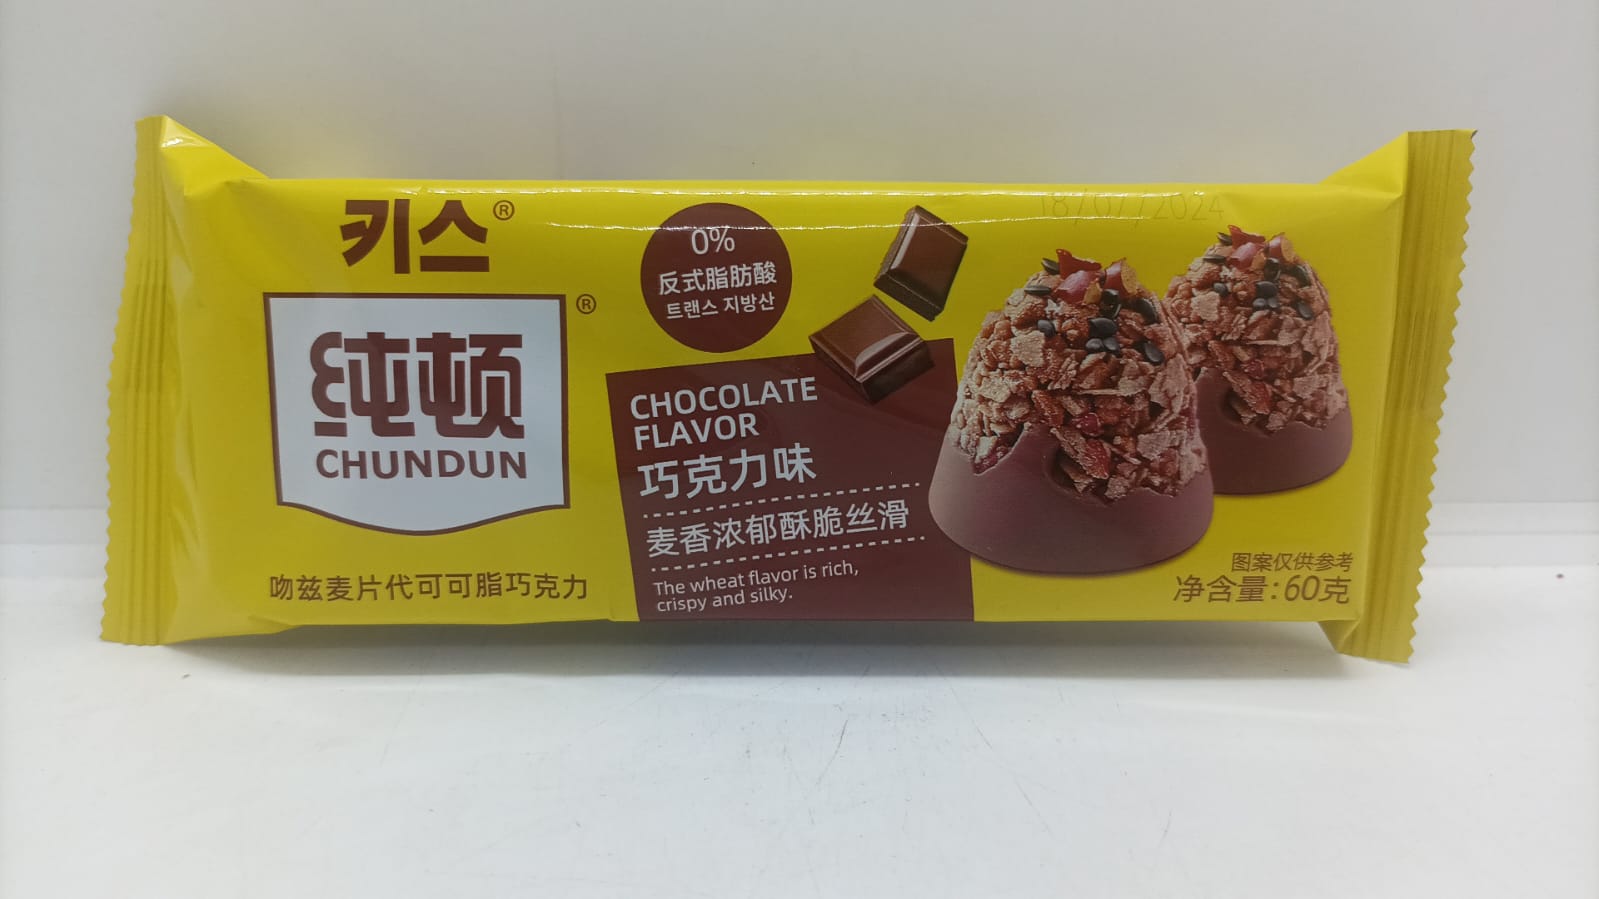 키스®
纯顿®
CHUNDUN
吻兹麦片代可可脂巧克力
0%
反式脂肪酸
트랜스 지방산
CHOCOLATE
FLAVOR
巧克力味
麦香浓郁酥脆丝滑
The wheat flavor is rich,
crispy and silky.
18/07/2024
图案仅供参考
净含量:60克